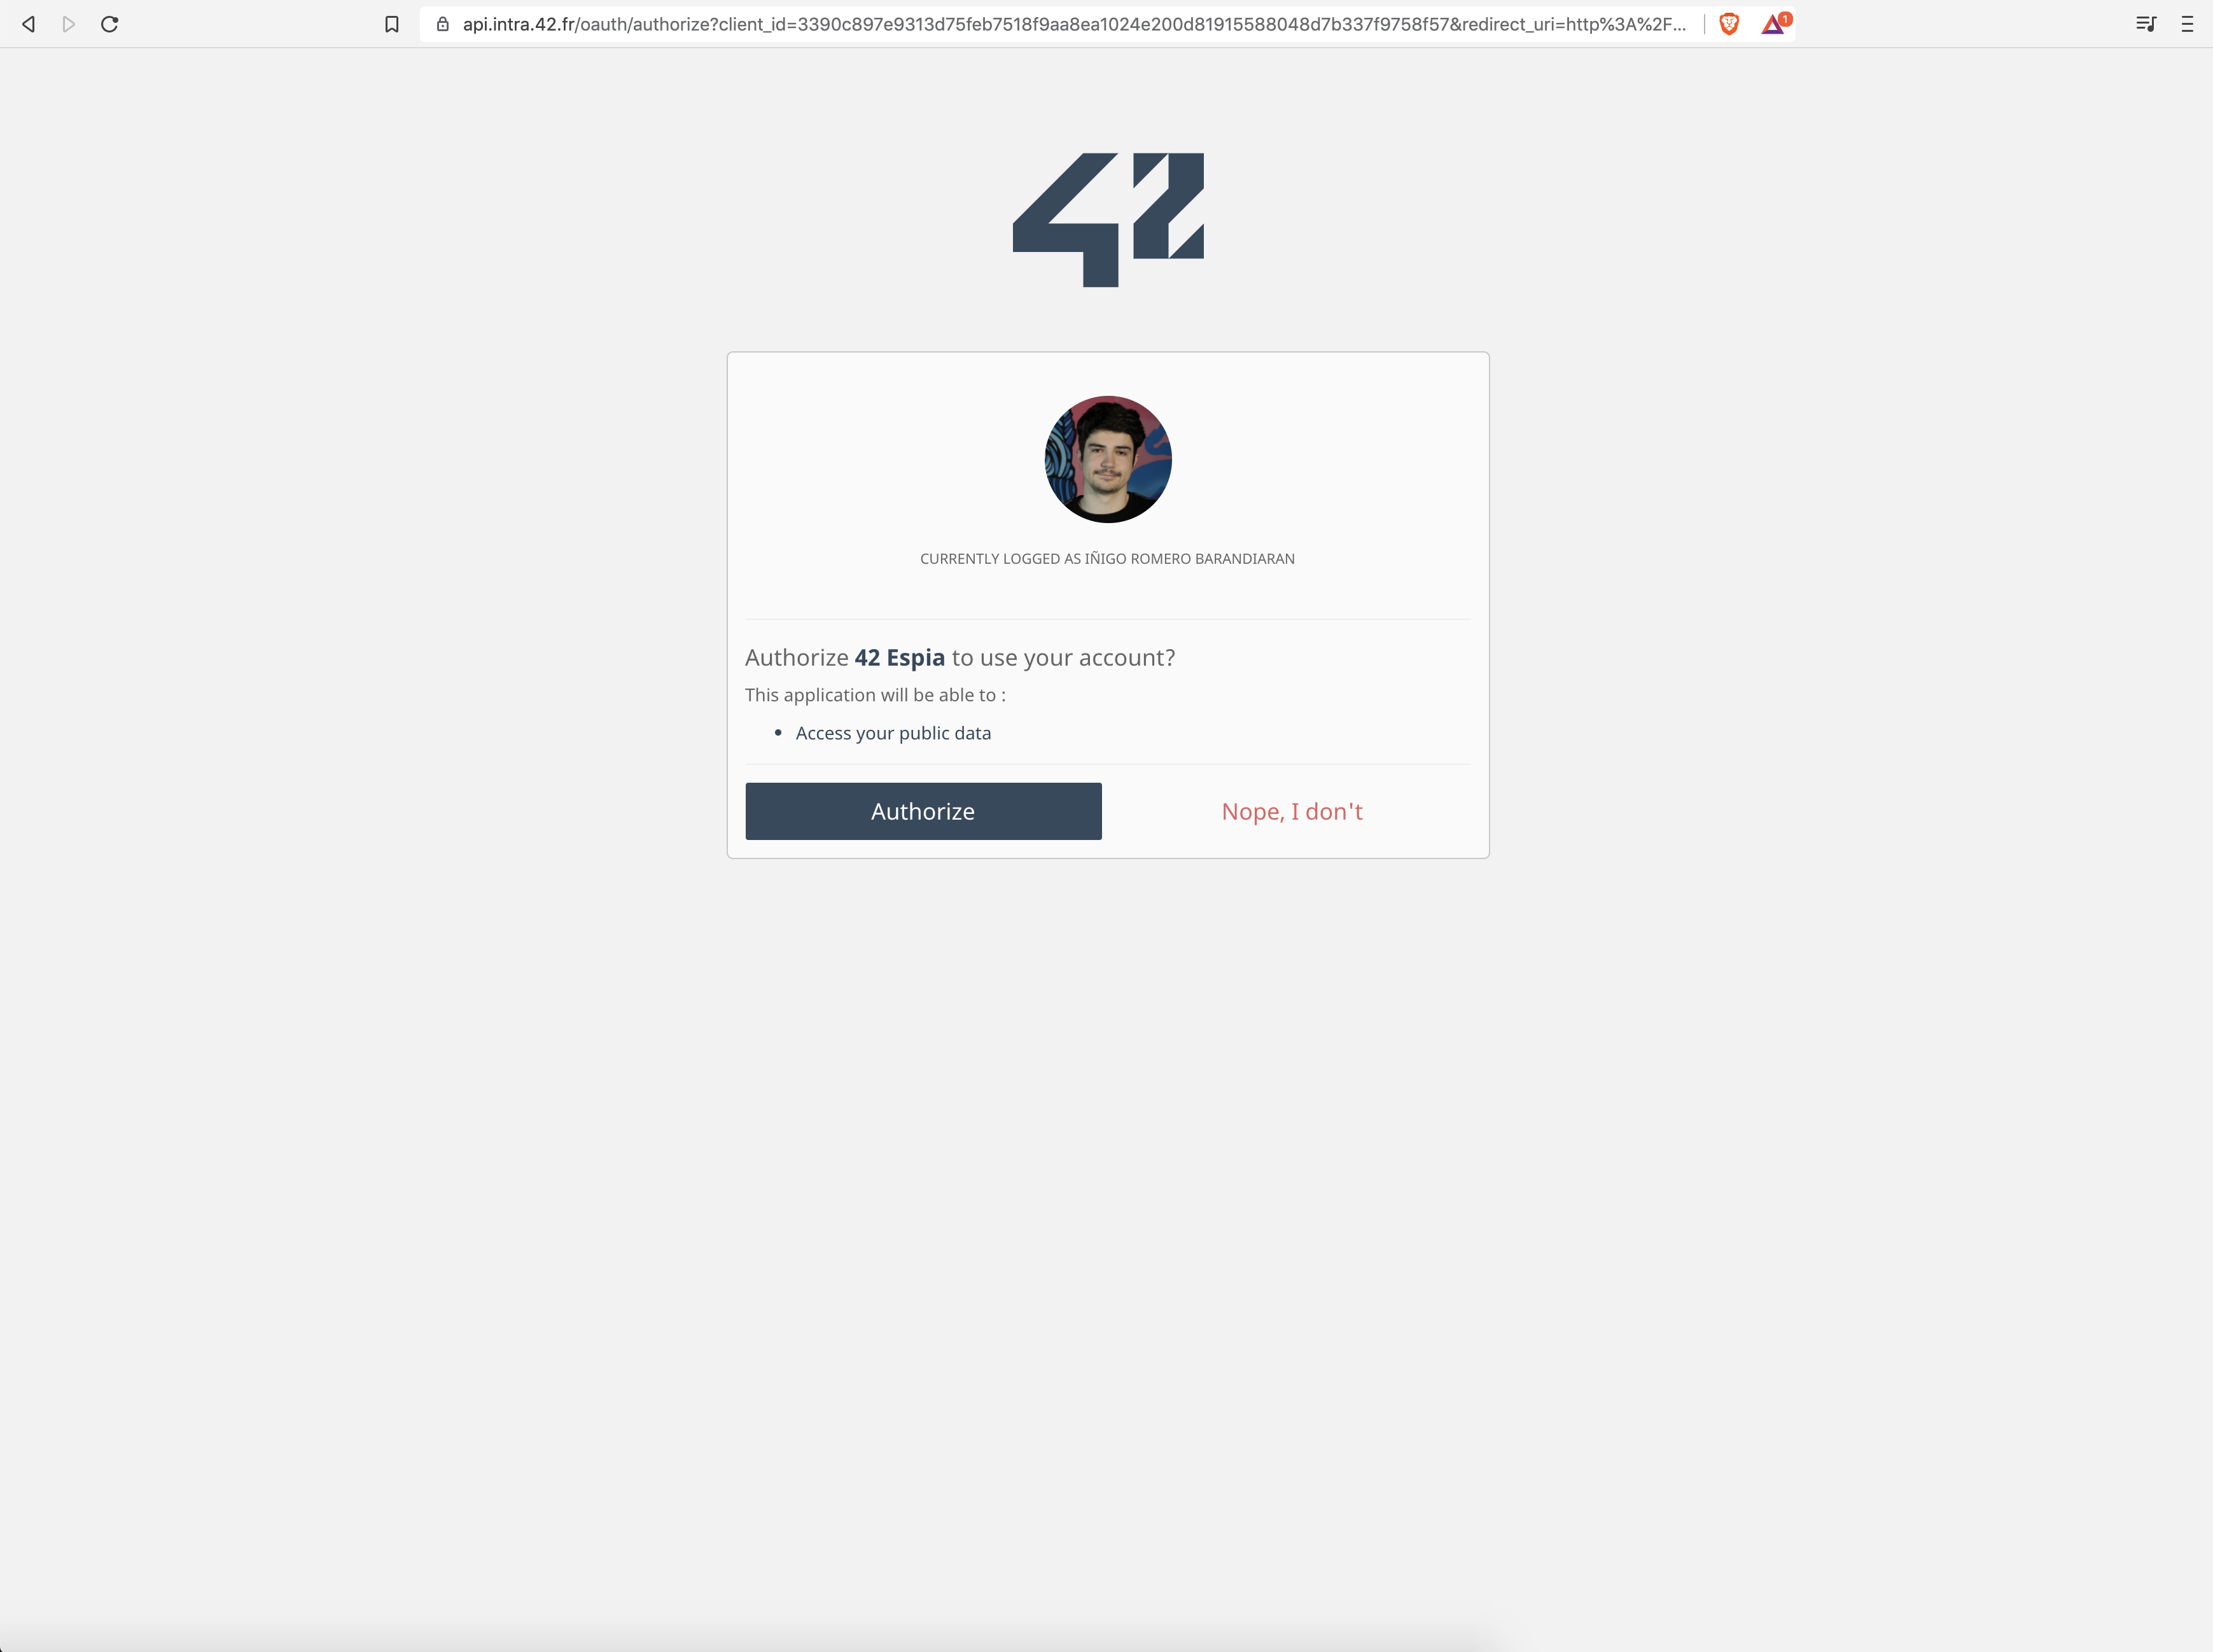 api.intra.42.fr/oauth/authorize?client_id=3390c897e9313d75feb7518f9aa8ea1024e200d81915588048d7b337f9758f57&redirect_uri=http%3A%2F...
1
42
CURRENTLY LOGGED AS IÑIGO ROMERO BARANDIARAN
Authorize 42 Espia to use your account?
This application will be able to :
• Access your public data
Authorize
Nope, I don't